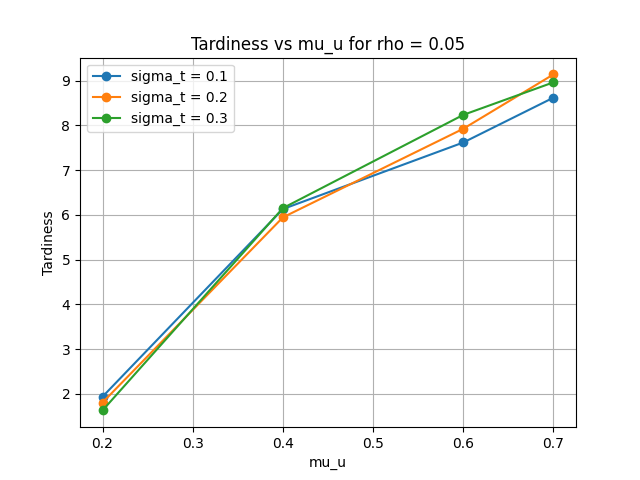 Tardiness vs mu_u for rho = 0.05
sigma_t = 0.1
sigma_t = 0.2
sigma_t = 0.3
Tardiness
9
8
7
6
5
4
3
2
0.2 0.3 0.4 0.5 0.6 0.7
mu_u